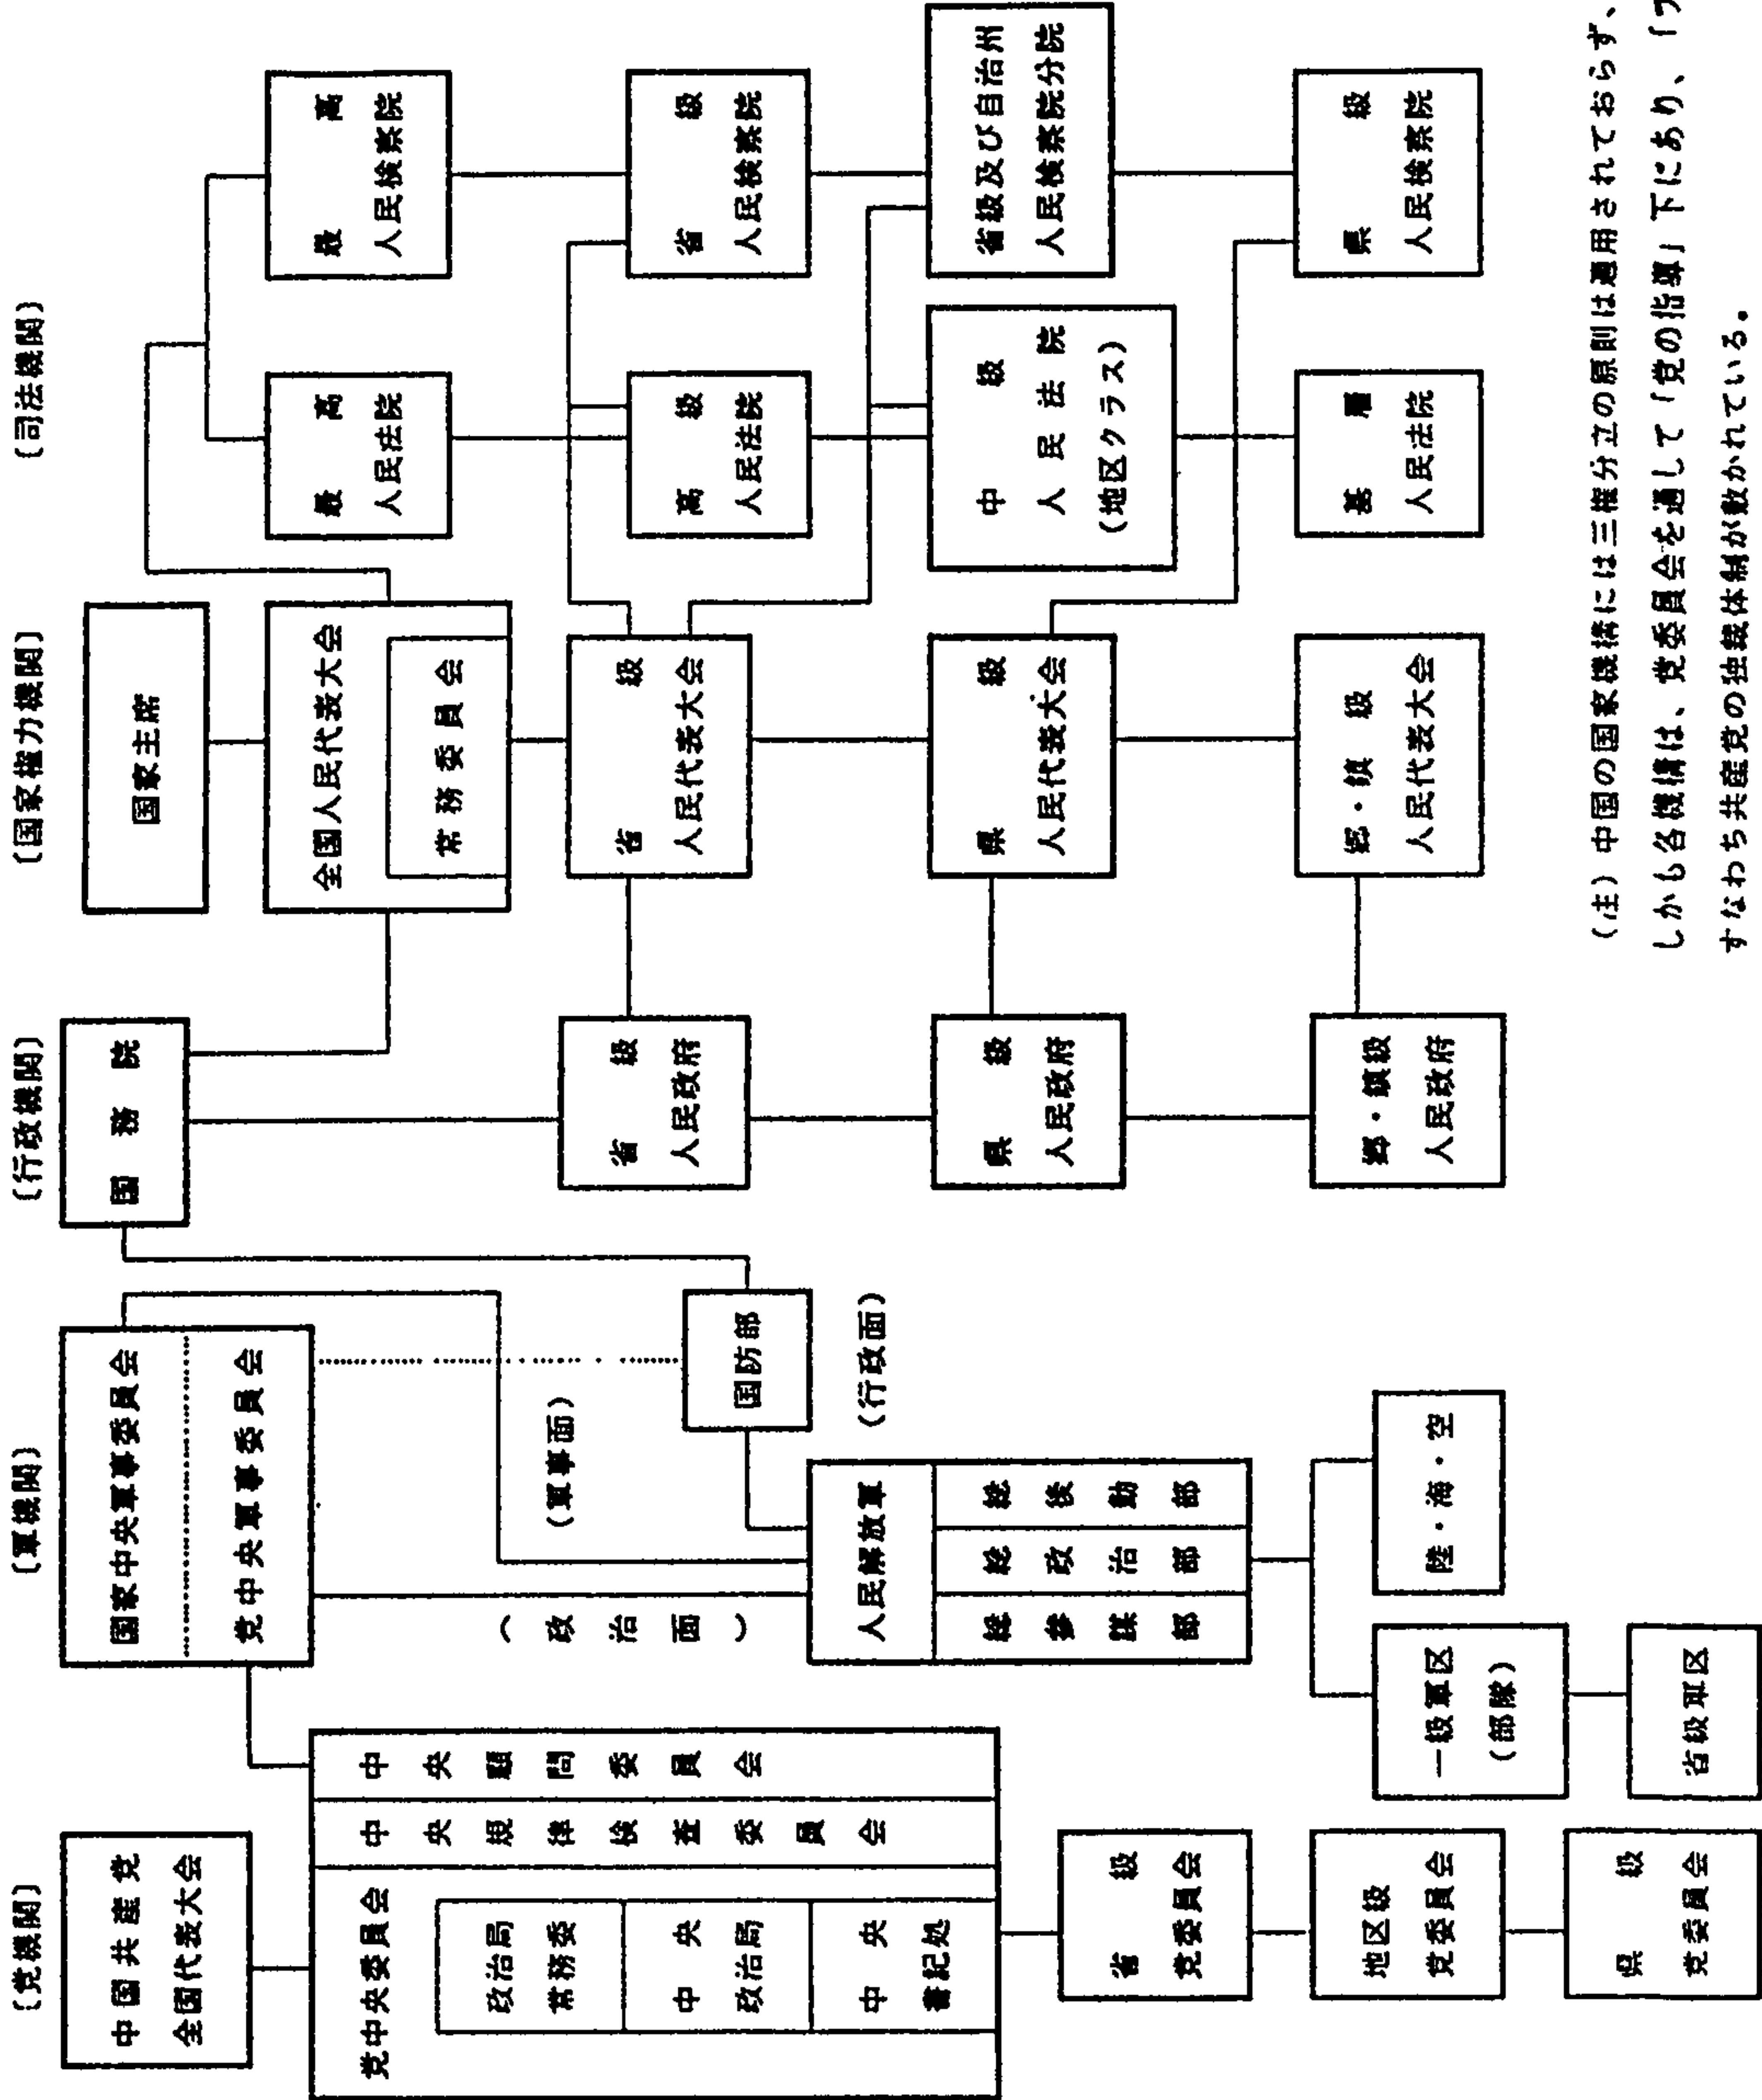 〔党機関〕
中国共産党
全国代表大会
党中央委員会
政治局
常務委
中央
政治局
中央
書記処
中央規律検査委員会
中央顧問委員会
省級
党委員会
地区級
党委員会
県級
党委員会
〔軍機関〕
国家中央軍事委員会
党中央軍事委員会
(政治面)
(軍事面)
国防部
(行政面)
人民解放軍
総参謀部
総政治部
総後動部
一級軍区
(部隊)
省級軍区
陸・海・空
〔行政機関〕
国務院
省級
人民政府
県級
人民政府
郷・鎮級
人民政府
〔国家権力機関〕
国家主席
全国人民代表大会
常務委員会
省級
人民代表大会
県級
人民代表大会
郷・鎮級
人民代表大会
〔司法機関〕
最高
人民法院
高級
人民法院
中級
人民法院
(地区クラス)
基層
人民法院
最高
人民検察院
省級
人民検察院
省級及び自治州
人民検察院分院
県級
人民検察院
(注)中国の国家機構には三権分立の原則は適用されておらず、
しかも各機構は、党委員会を通して「党の指導」下にあり、「プ
すなわち共産党の独裁体制が敷かれている。